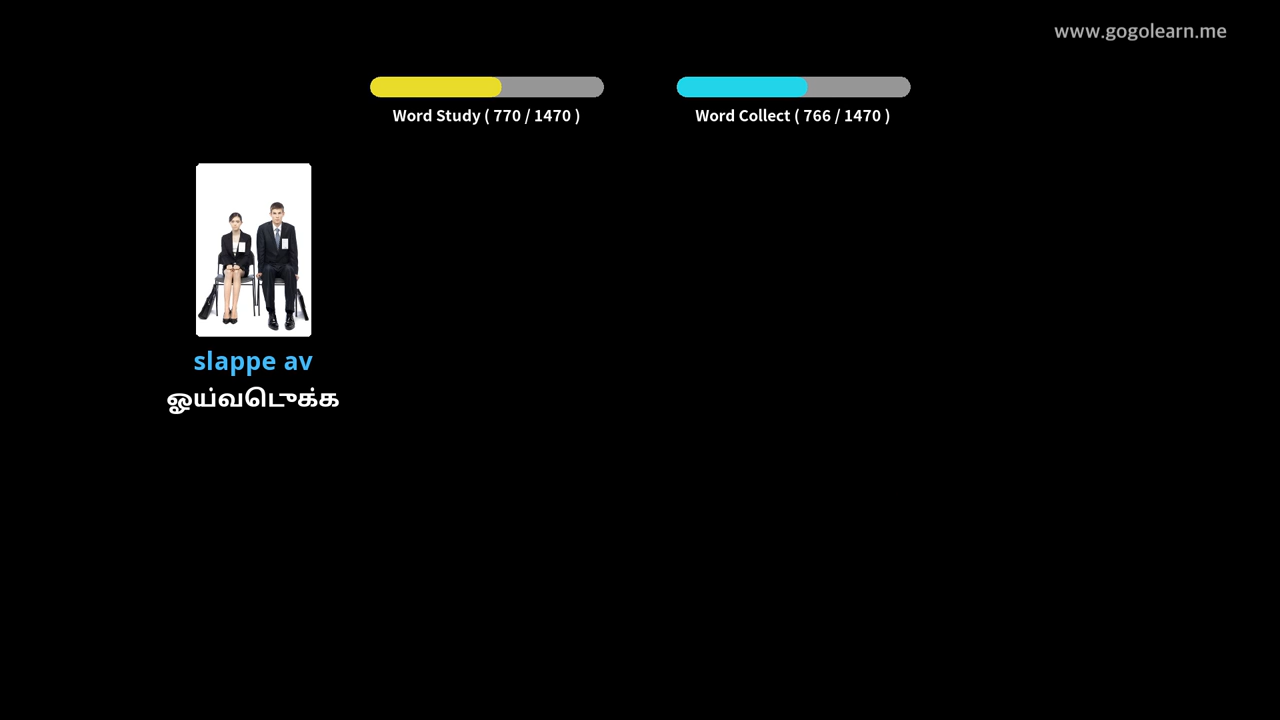 www.gogolearn.me
Word Study ( 770 / 1470 )
Word Collect ( 766 / 1470 )
slappe av
ஓய்வெடுக்க